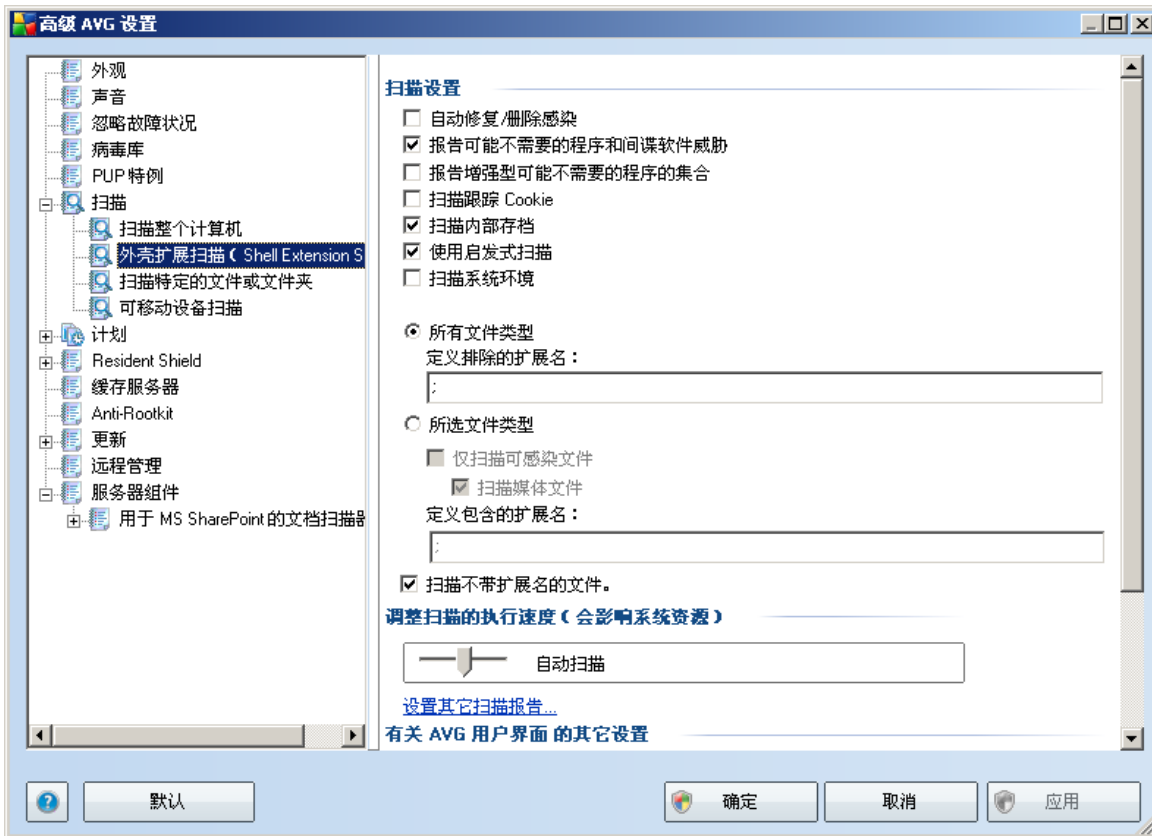 高级 AVG 设置
外观
声音
忽略故障状况
病毒库
PUP 特例
扫描
扫描整个计算机
外壳扩展扫描（Shell Extension S
扫描特定的文件或文件夹
可移动设备扫描
计划
Resident Shield
缓存服务器
Anti-Rootkit
更新
远程管理
服务器组件
用于 MS SharePoint 的文档扫描器
扫描设置
自动修复/删除感染
报告可能不需要的程序和间谍软件威胁
报告增强型可能不需要的程序的集合
扫描跟踪 Cookie
扫描内部存档
使用启发式扫描
扫描系统环境
所有文件类型
定义排除的扩展名：
;
所选文件类型
仅扫描可感染文件
扫描媒体文件
定义包含的扩展名：
;
扫描不带扩展名的文件。
调整扫描的执行速度（会影响系统资源）
自动扫描
设置其它扫描报告...
有关 AVG 用户界面 的其它设置
默认
确定
取消
应用